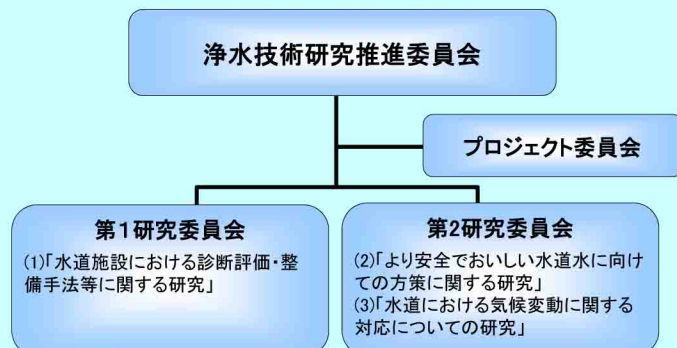 浄水技術研究推進委員会
プロジェクト委員会
第1研究委員会
(1)「水道施設における診断評価・整
備手法等に関する研究」
第2研究委員会
(2)「より安全でおいしい水道水に向け
ての方策に関する研究」
(3)「水道における気候変動に関する
対応についての研究」